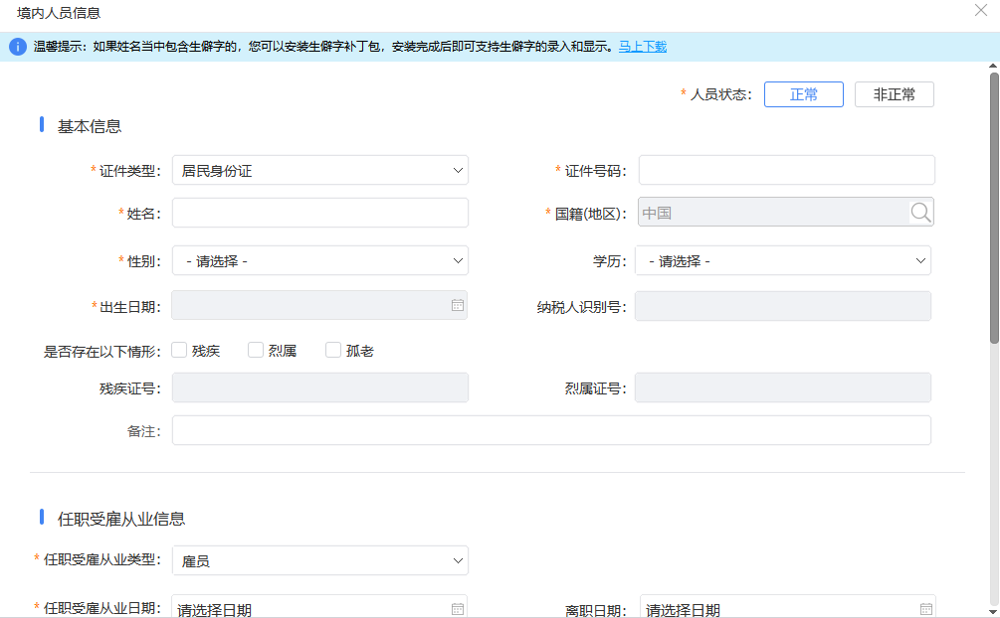 境内人员信息
温馨提示：如果姓名当中包含生僻字的，您可以安装生僻字补丁包，安装完成后即可支持生僻字的录入和显示。马上下载
* 人员状态： 正常 非正常
基本信息
* 证件类型： 居民身份证 * 证件号码：
* 姓名： * 国籍(地区)： 中国
* 性别： - 请选择 - 学历： - 请选择 -
* 出生日期： 纳税人识别号：
是否存在以下情形： 残疾 烈属 孤老
残疾证号： 烈属证号：
备注：
任职受雇从业信息
* 任职受雇从业类型： 雇员
* 任职受雇从业日期： 请选择日期 离职日期： 请选择日期